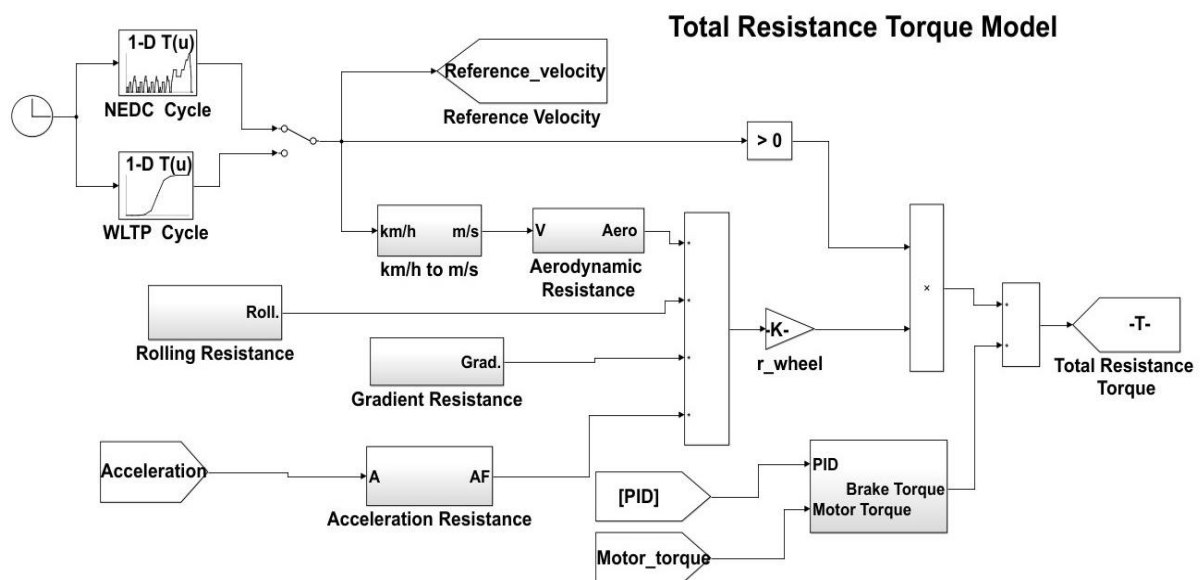 Total Resistance Torque Model
1-D T(u)
NEDC Cycle
Reference_velocity
Reference Velocity
> 0
1-D T(u)
WLTP Cycle
km/h m/s
km/h to m/s
V Aero
Aerodynamic
Resistance
Roll.
Rolling Resistance
Grad.
Gradient Resistance
-K-
r_wheel
×
-T-
Total Resistance
Torque
Acceleration
A AF
Acceleration Resistance
[PID]
Motor_torque
PID
Brake Torque
Motor Torque